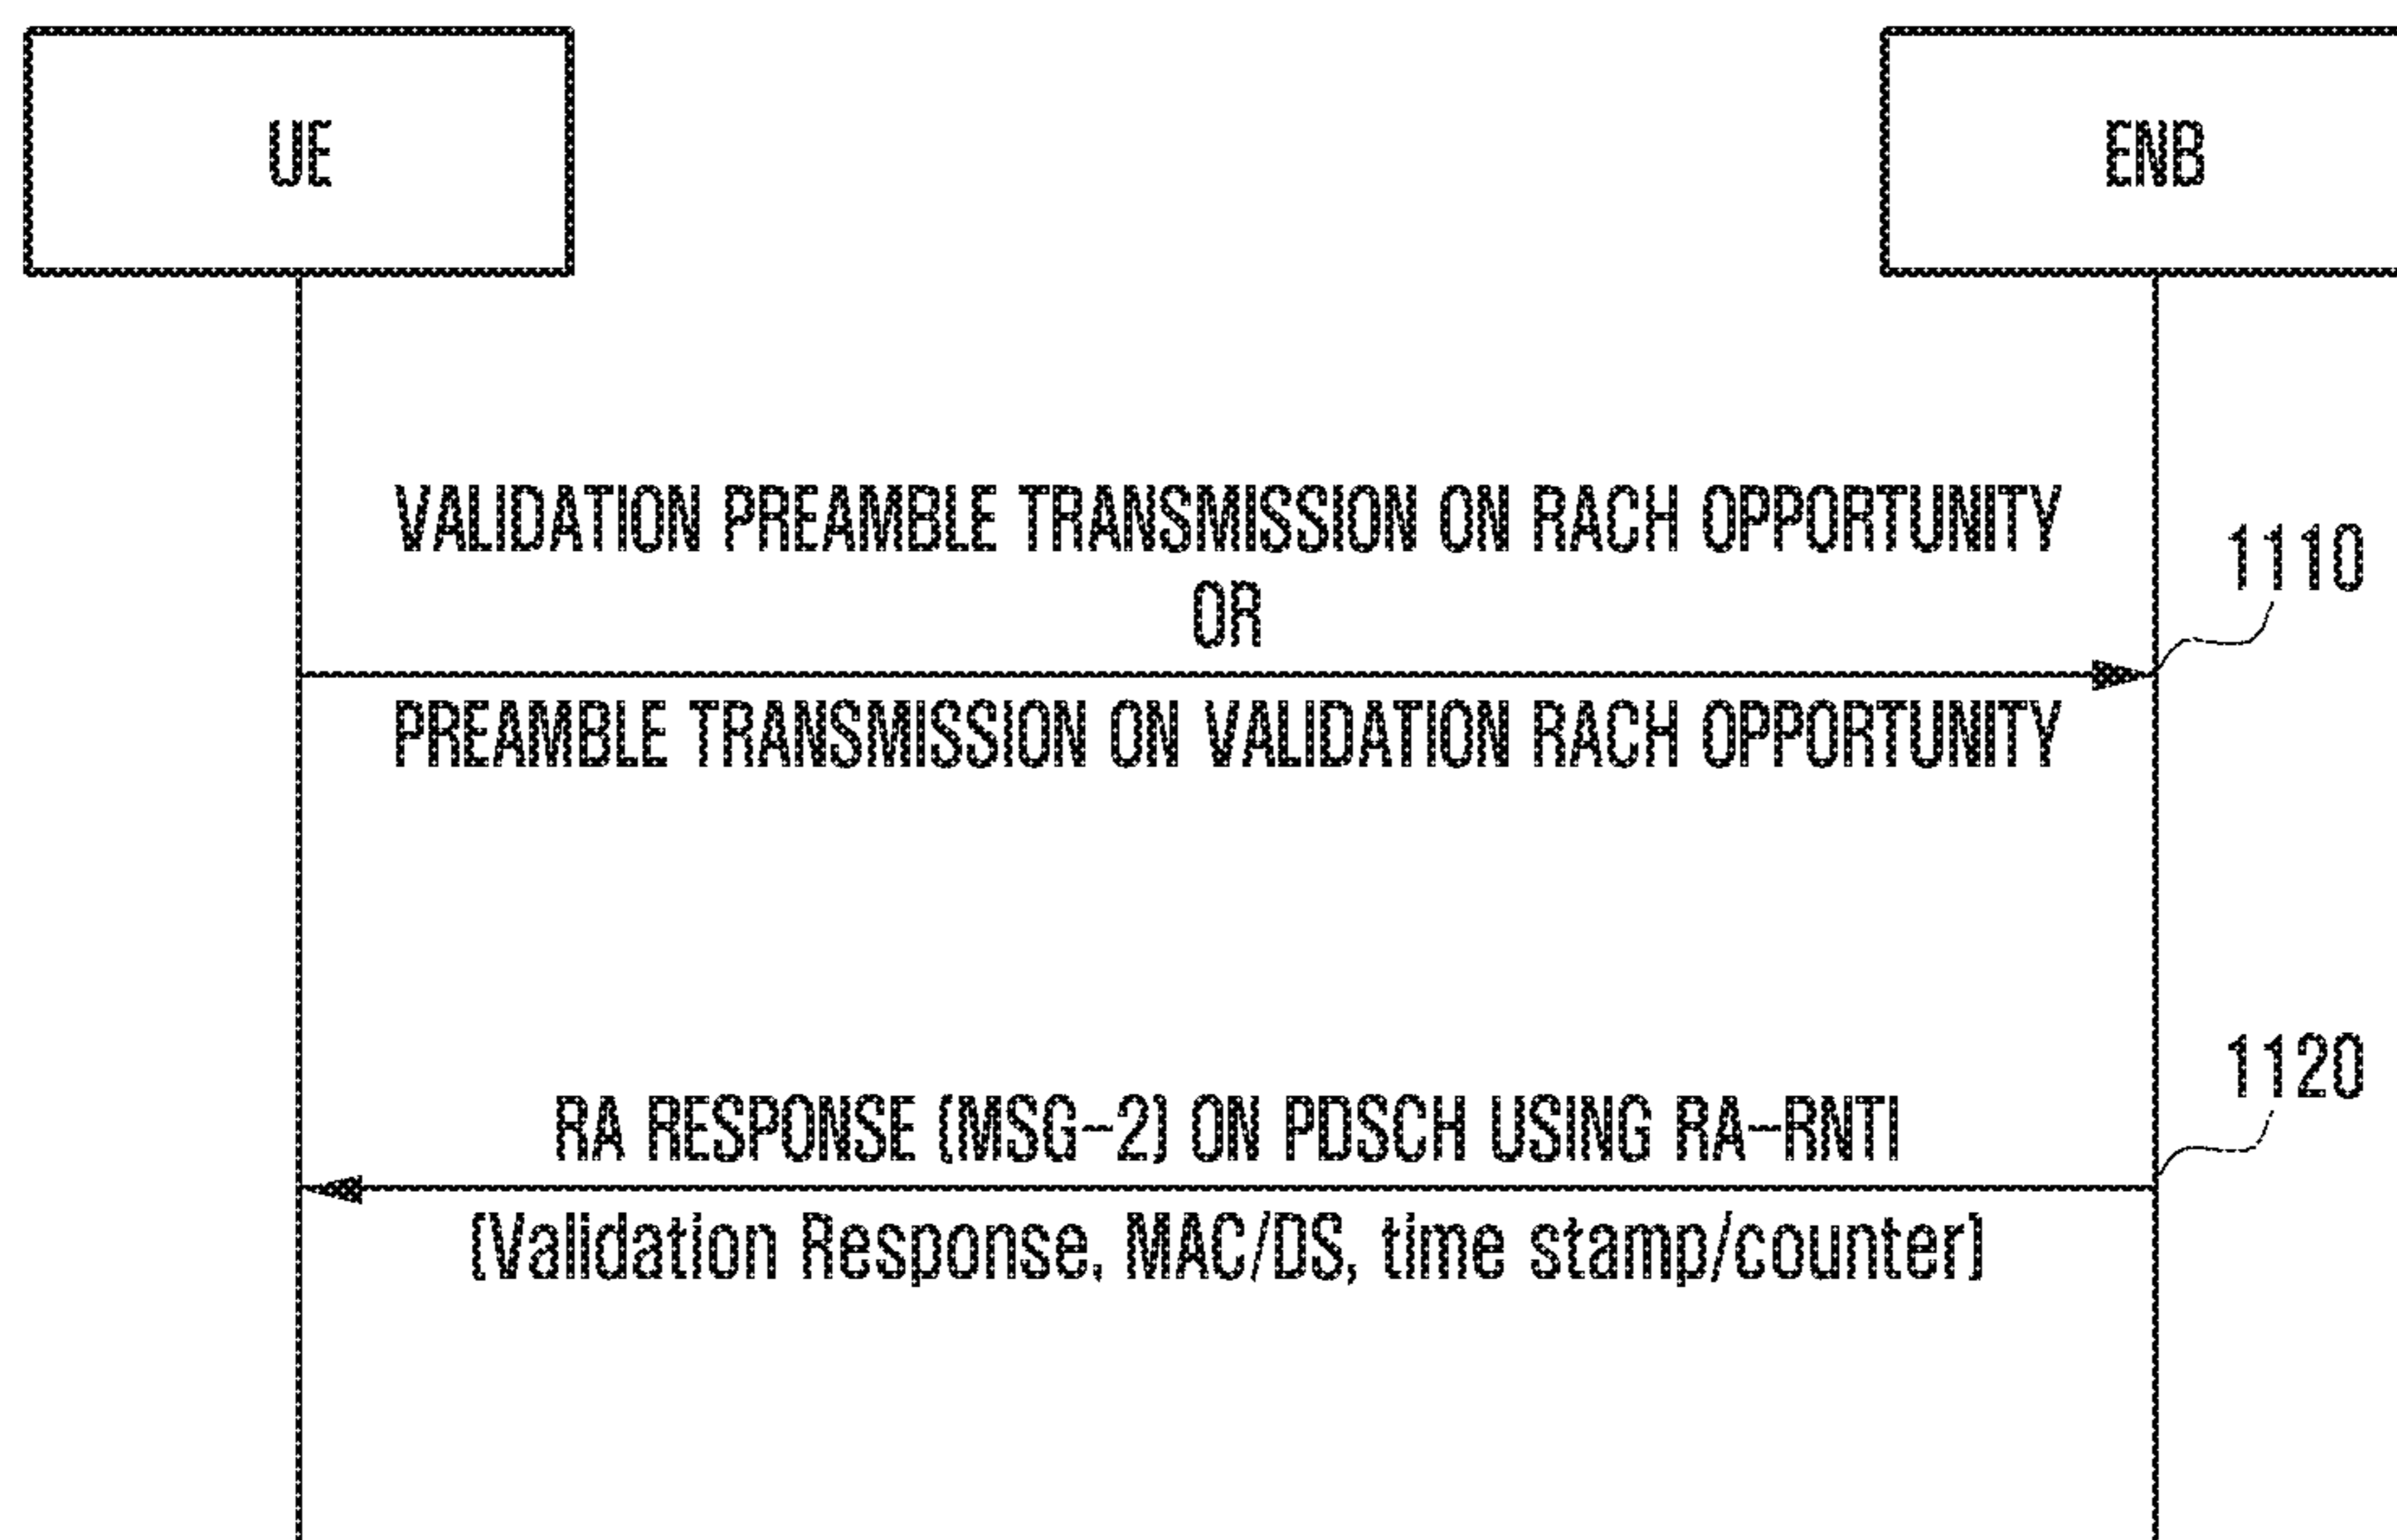 UE
ENB
VALIDATION PREAMBLE TRANSMISSION ON RACH OPPORTUNITY
OR
1110
PREAMBLE TRANSMISSION ON VALIDATION RACH OPPORTUNITY
1120
RA RESPONSE (MSG-2) ON PDSCH USING RA-RNTI
(Validation Response, MAC/DS, time stamp/counter)